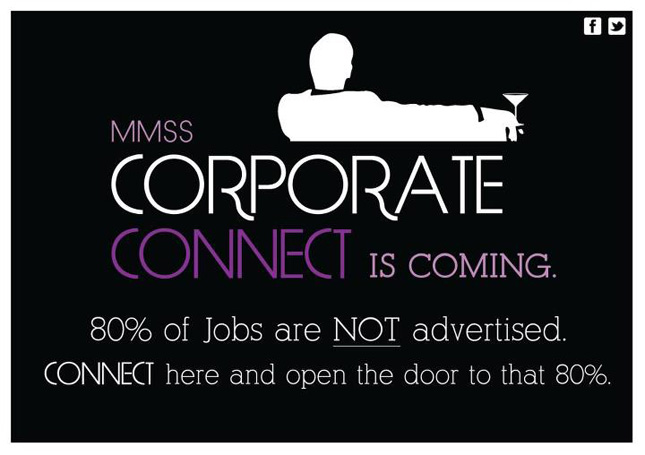 MMSS
CORPORATE
CONNECT IS COMING.
80% of Jobs are NOT advertised.
CONNECT here and open the door to that 80%.